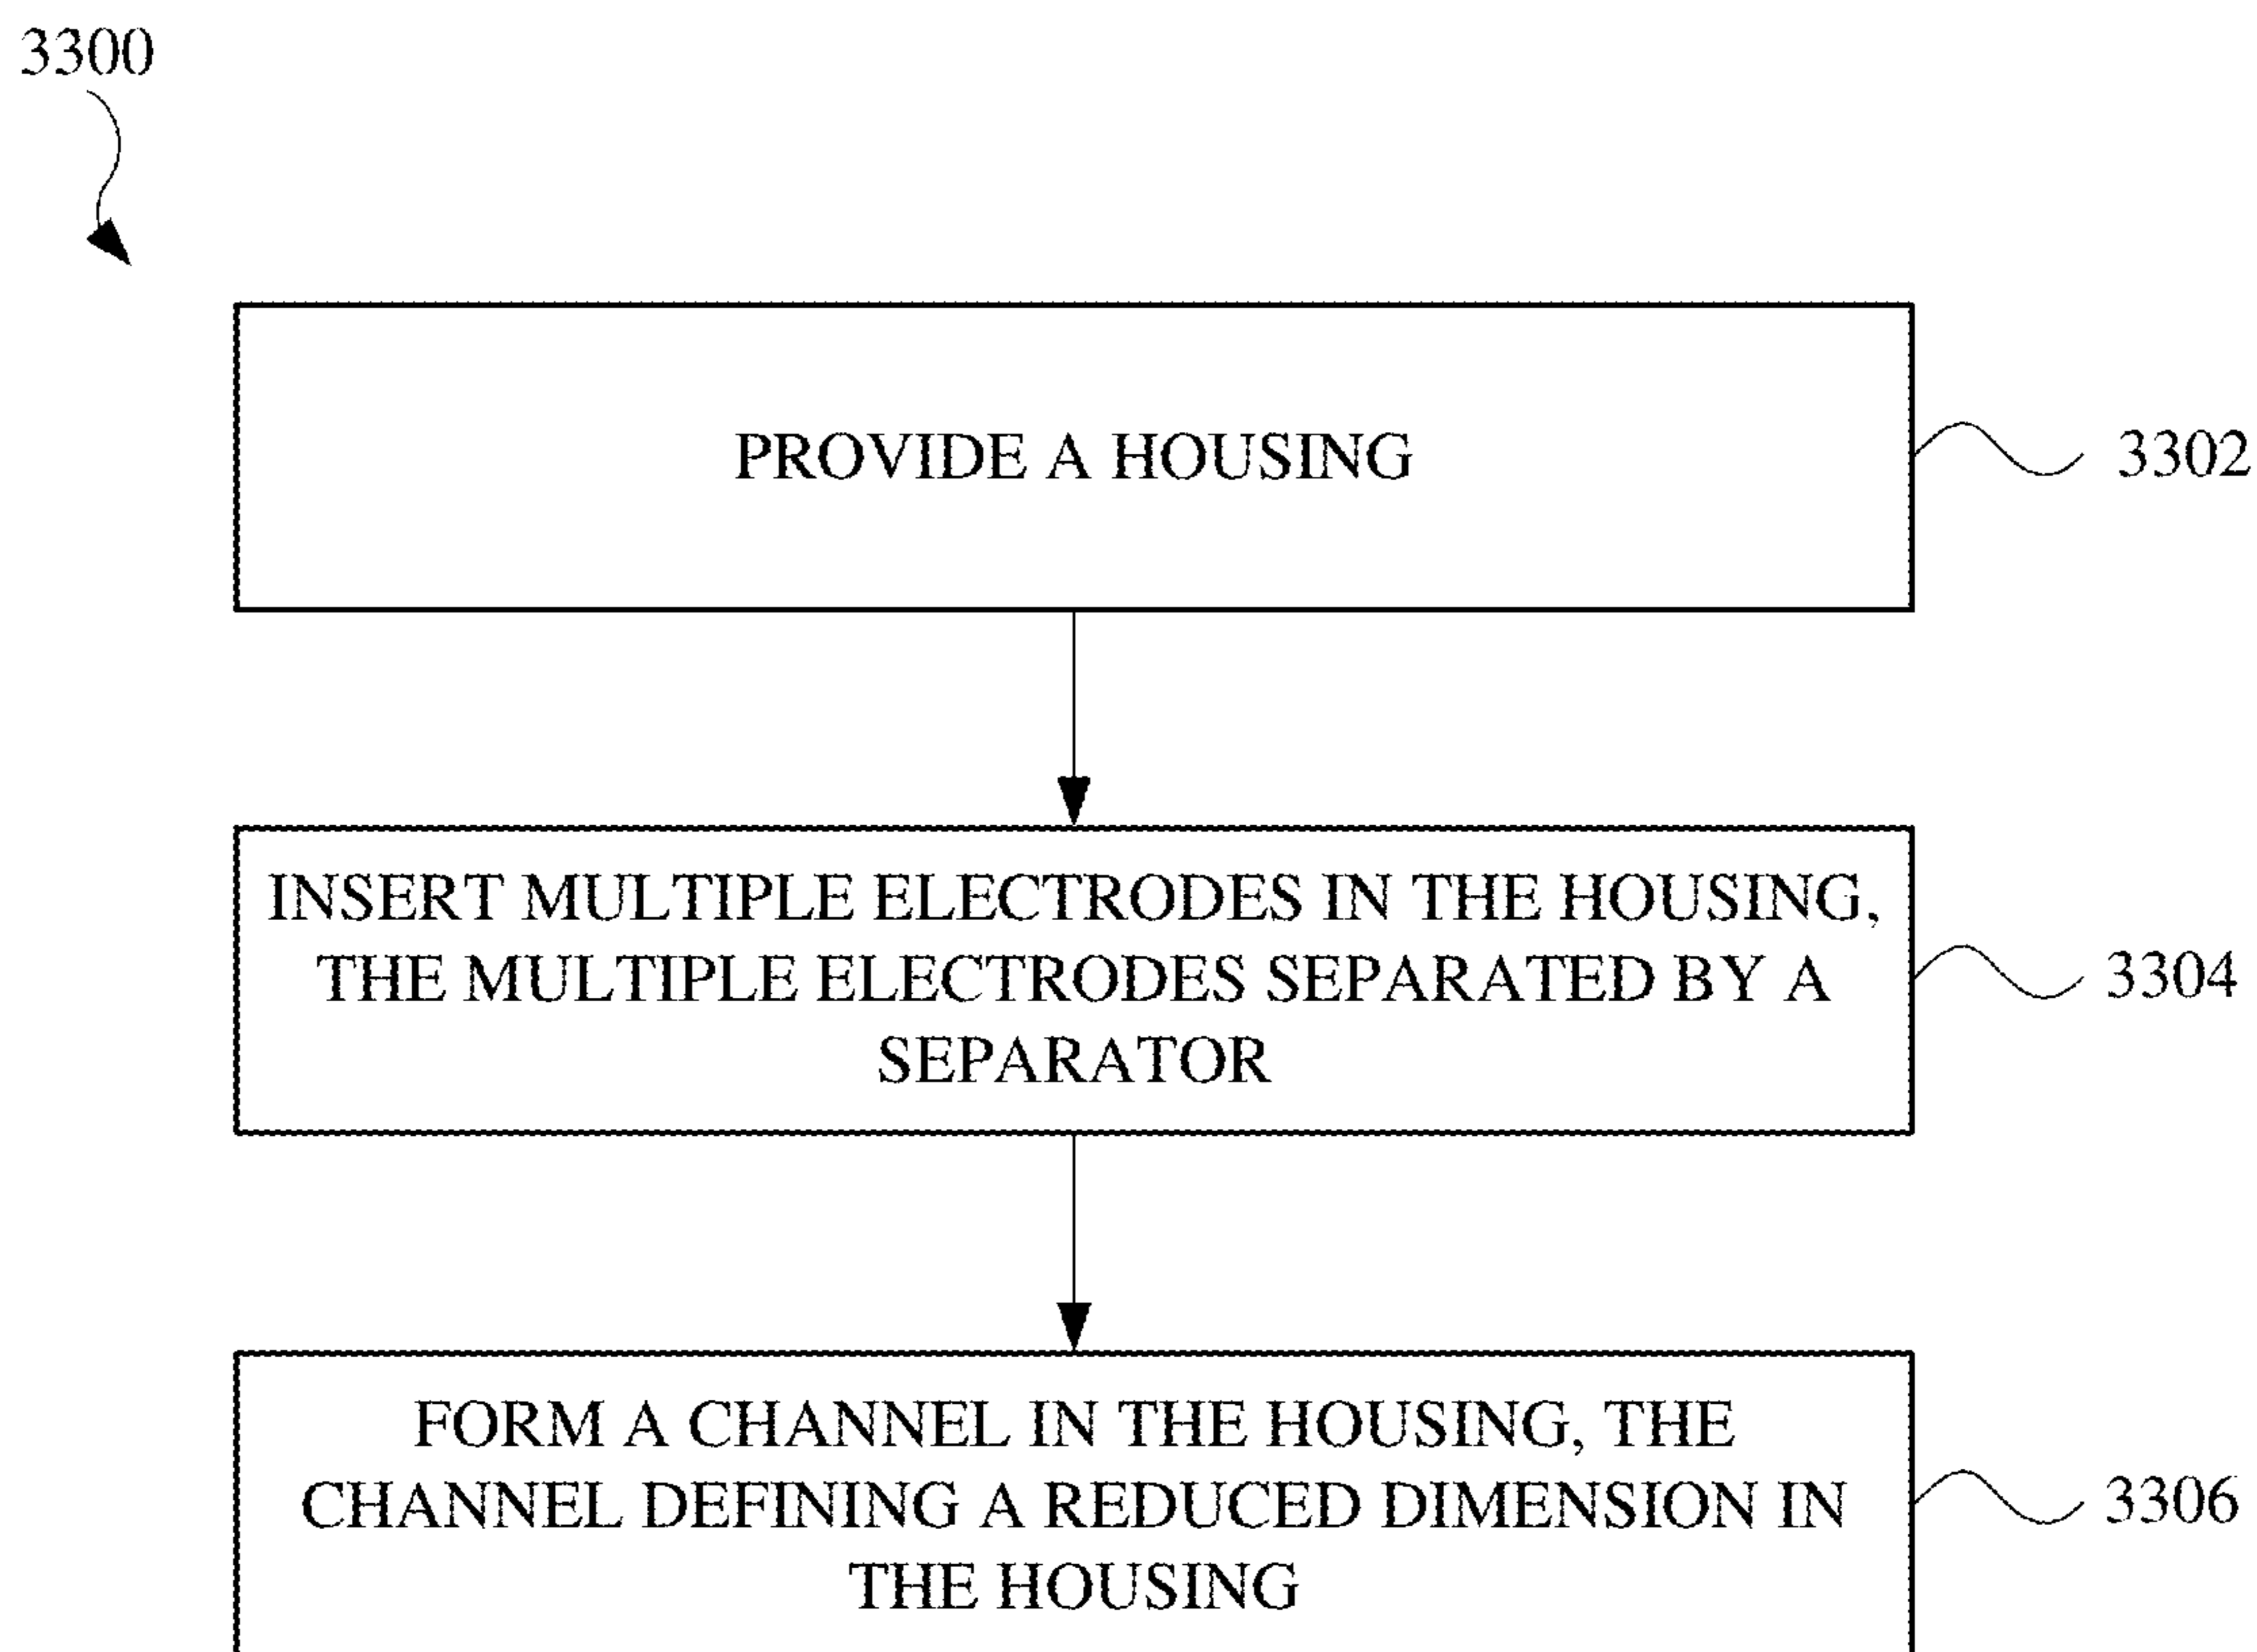 3300
PROVIDE A HOUSING
3302
INSERT MULTIPLE ELECTRODES IN THE HOUSING,
THE MULTIPLE ELECTRODES SEPARATED BY A
SEPARATOR
3304
FORM A CHANNEL IN THE HOUSING, THE
CHANNEL DEFINING A REDUCED DIMENSION IN
THE HOUSING
3306